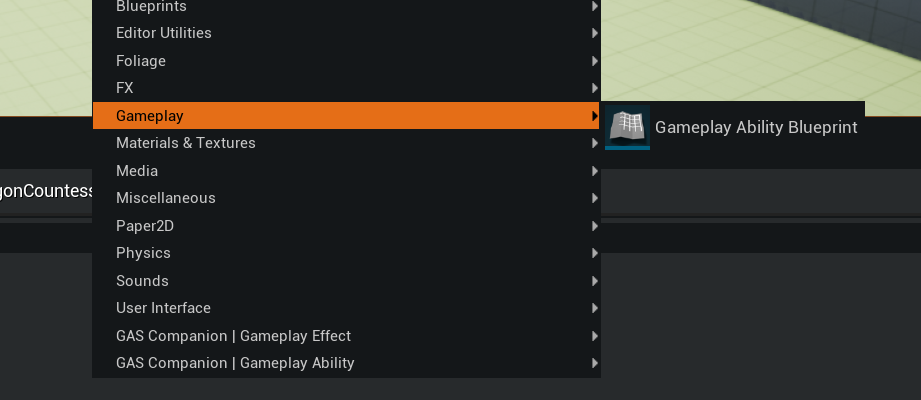 Blueprints
Editor Utilities
Foliage
FX
Gameplay
Gameplay Ability Blueprint
Materials & Textures
Media
gonCountess
Miscellaneous
Paper2D
Physics
Sounds
User Interface
GAS Companion | Gameplay Effect
GAS Companion | Gameplay Ability